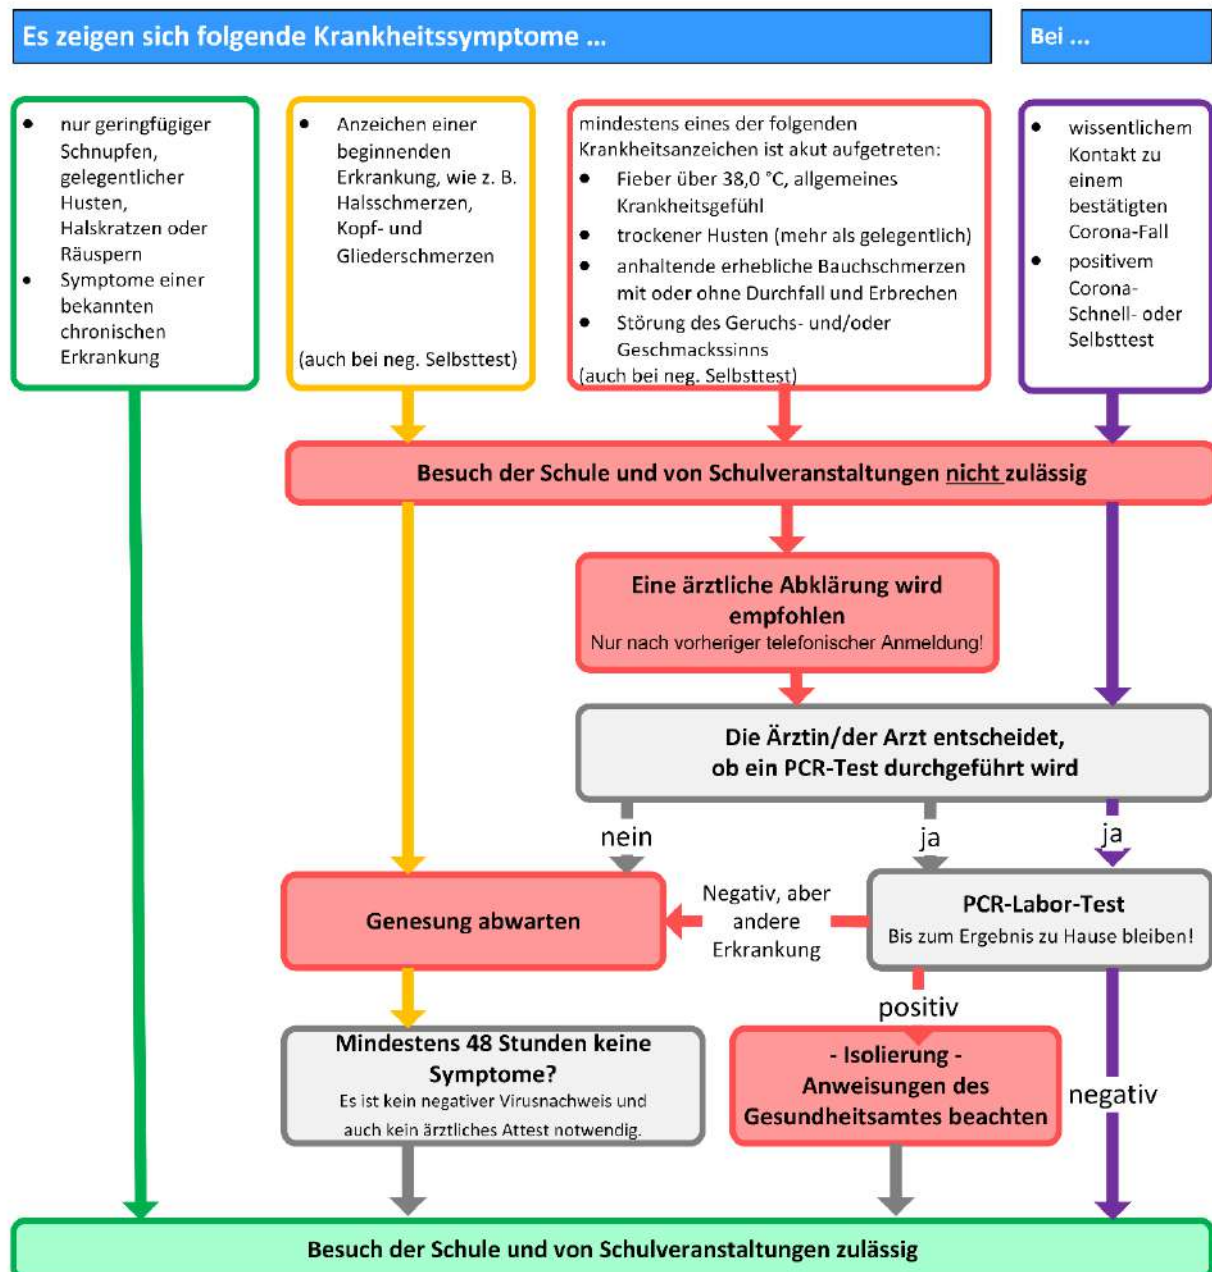 Es zeigen sich folgende Krankheitssymptome ...
Bei ...
• nur geringfügiger
Schnupfen,
gelegentlicher
Husten,
Halskratzen oder
Räuspern
• Symptome einer
bekannten
chronischen
Erkrankung
• Anzeichen einer
beginnenden
Erkrankung, wie z. B.
Halsschmerzen,
Kopf- und
Gliederschmerzen
(auch bei neg. Selbsttest)
mindestens eines der folgenden
Krankheitsanzeichen ist akut aufgetreten:
• Fieber über 38,0 °C, allgemeines
Krankheitsgefühl
• trockener Husten (mehr als gelegentlich)
• anhaltende erhebliche Bauchschmerzen
mit oder ohne Durchfall und Erbrechen
• Störung des Geruchs- und/oder
Geschmackssinns
(auch bei neg. Selbsttest)
• wissentlichem
Kontakt zu
einem
bestätigten
Corona-Fall
• positivem
Corona-
Schnell- oder
Selbsttest
Besuch der Schule und von Schulveranstaltungen nicht zulässig
Eine ärztliche Abklärung wird
empfohlen
Nur nach vorheriger telefonischer Anmeldung!
Die Ärztin/der Arzt entscheidet,
ob ein PCR-Test durchgeführt wird
nein
ja
ja
Genesung abwarten
Negativ, aber
andere
Erkrankung
PCR-Labor-Test
Bis zum Ergebnis zu Hause bleiben!
positiv
Mindestens 48 Stunden keine
Symptome?
Es ist kein negativer Virusnachweis und
auch kein ärztliches Attest notwendig.
- Isolierung -
Anweisungen des
Gesundheitsamtes beachten
negativ
Besuch der Schule und von Schulveranstaltungen zulässig